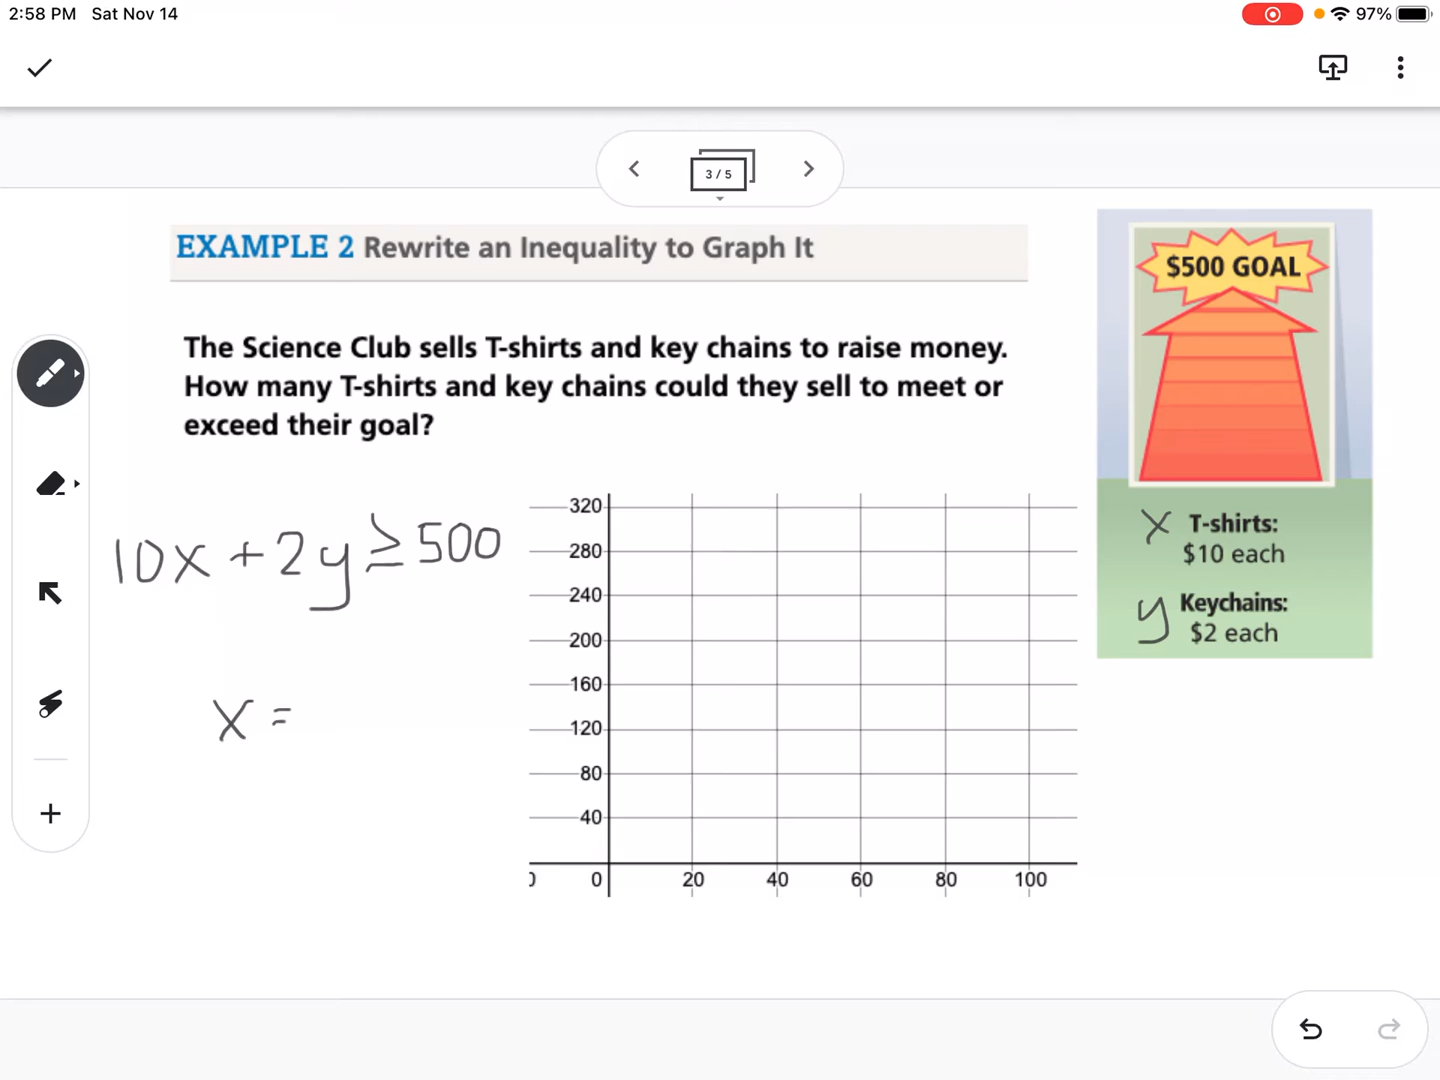 2:58 PM Sat Nov 14
97%
3 / 5
EXAMPLE 2 Rewrite an Inequality to Graph It
$500 GOAL
The Science Club sells T-shirts and key chains to raise money.
How many T-shirts and key chains could they sell to meet or
exceed their goal?
10x + 2y ≥ 500
x =
x T-shirts:
$10 each
y Keychains:
$2 each
320
280
240
200
160
120
80
40
0 0 20 40 60 80 100